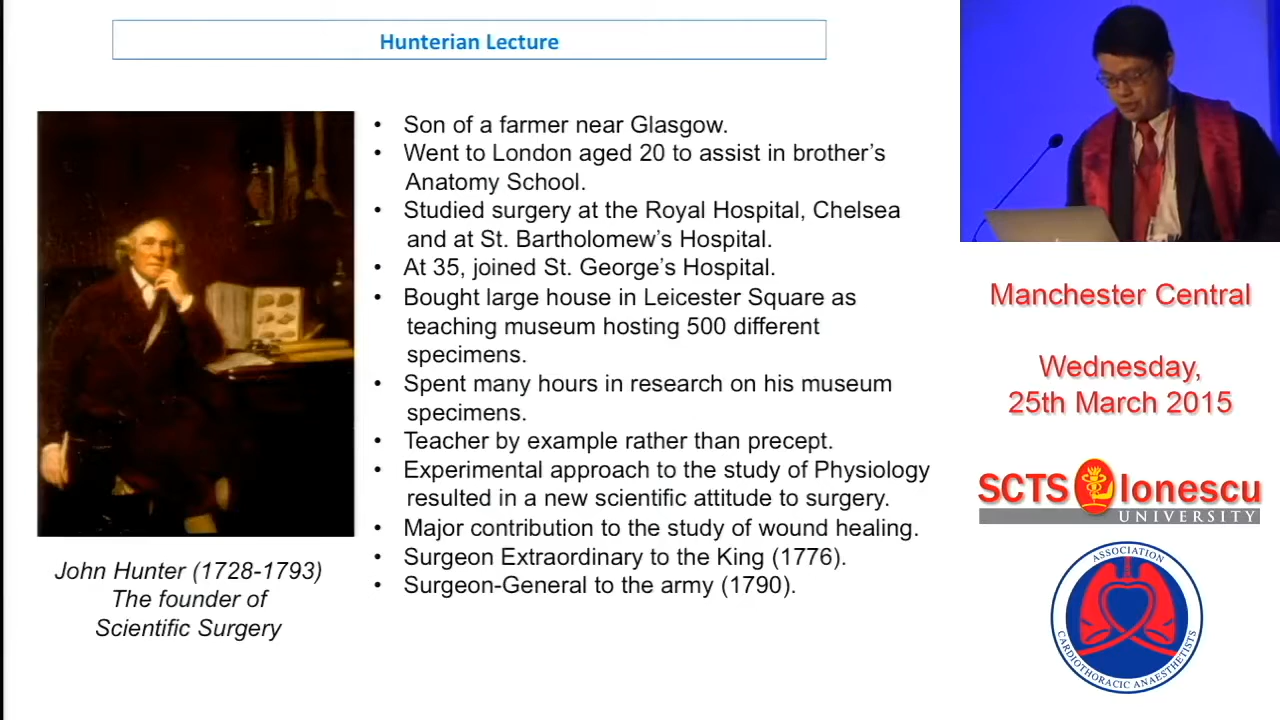 Hunterian Lecture
• Son of a farmer near Glasgow.
• Went to London aged 20 to assist in brother’s
Anatomy School.
• Studied surgery at the Royal Hospital, Chelsea
and at St. Bartholomew’s Hospital.
• At 35, joined St. George’s Hospital.
• Bought large house in Leicester Square as
teaching museum hosting 500 different
specimens.
• Spent many hours in research on his museum
specimens.
• Teacher by example rather than precept.
• Experimental approach to the study of Physiology
resulted in a new scientific attitude to surgery.
• Major contribution to the study of wound healing.
• Surgeon Extraordinary to the King (1776).
• Surgeon-General to the army (1790).
John Hunter (1728-1793)
The founder of
Scientific Surgery
Manchester Central
Wednesday,
25th March 2015
SCTS Ionescu
UNIVERSITY
ASSOCIATION
CARDIOTHORACIC ANAESTHETISTS